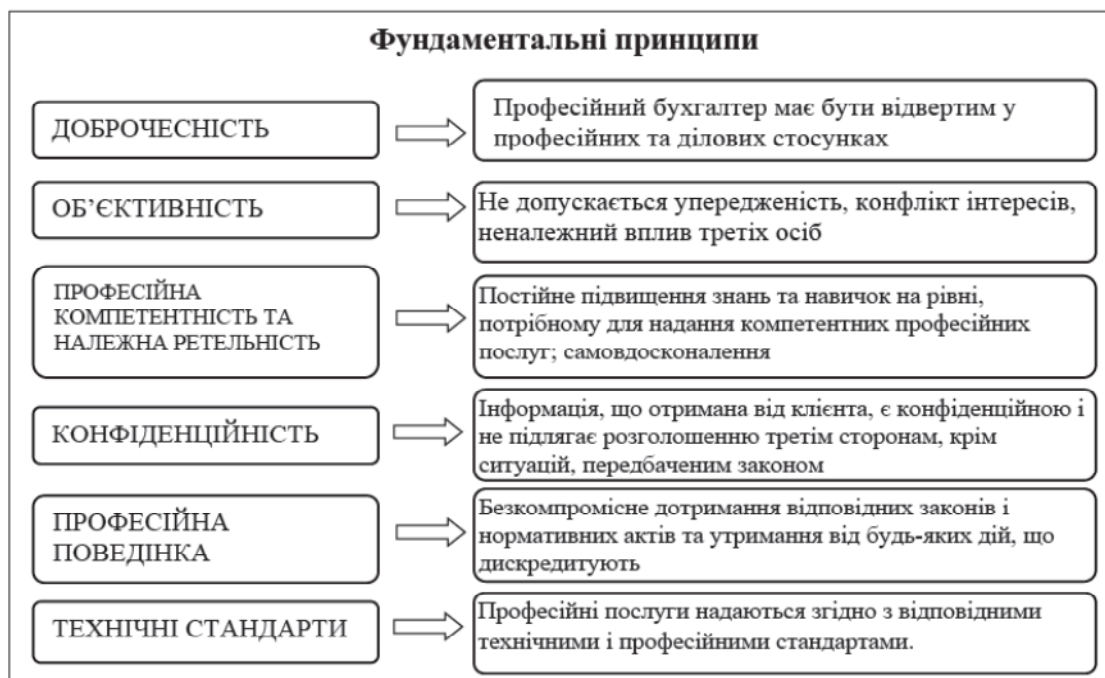 Фундаментальні принципи
ДОБРОЧЕСНІСТЬ
Професійний бухгалтер має бути відвертим у
професійних та ділових стосунках
ОБ’ЄКТИВНІСТЬ
Не допускається упередженість, конфлікт інтересів,
неналежний вплив третіх осіб
ПРОФЕСІЙНА
КОМПЕТЕНТНІСТЬ ТА
НАЛЕЖНА РЕТЕЛЬНІСТЬ
Постійне підвищення знань та навичок на рівні,
потрібному для надання компетентних професійних
послуг; самовдосконалення
КОНФІДЕНЦІЙНІСТЬ
Інформація, що отримана від клієнта, є конфіденційною і
не підлягає розголошенню третім сторонам, крім
ситуацій, передбаченим законом
ПРОФЕСІЙНА
ПОВЕДІНКА
Безкомпромісне дотримання відповідних законів і
нормативних актів та утримання від будь-яких дій, що
дискредитують
ТЕХНІЧНІ СТАНДАРТИ
Професійні послуги надаються згідно з відповідними
технічними і професійними стандартами.